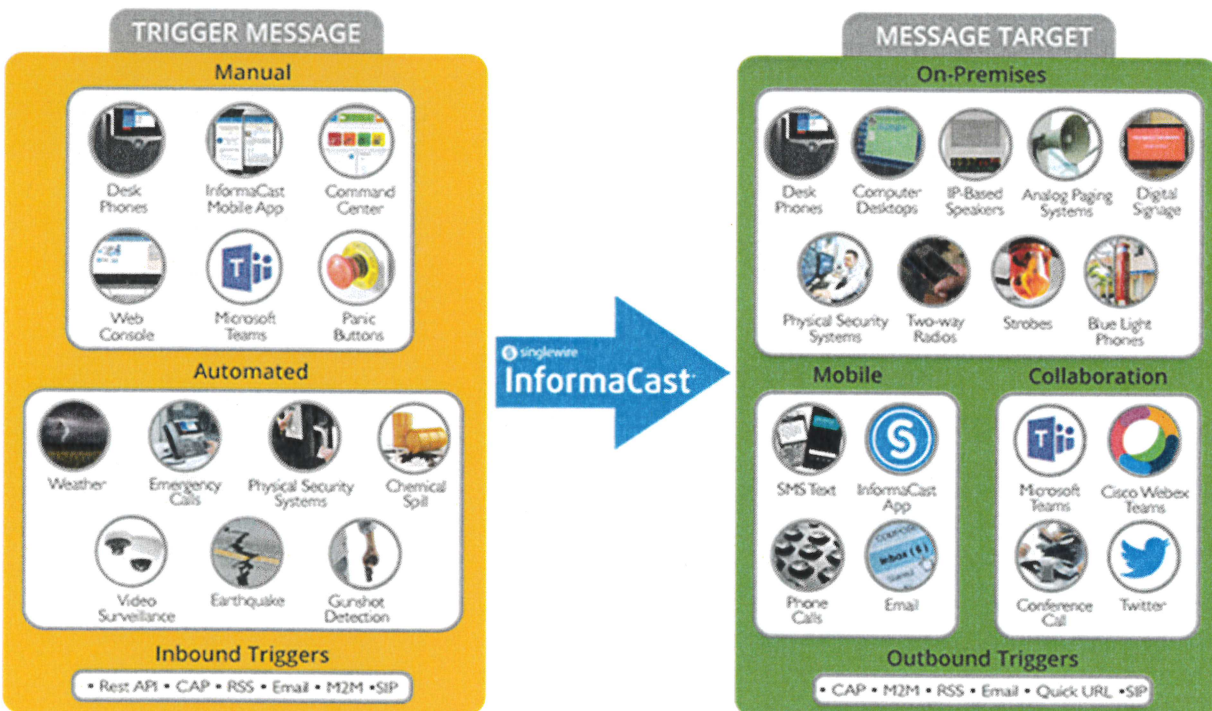 TRIGGER MESSAGE
Manual
Desk
Phones
InformaCast
Mobile App
Command
Center
Web
Console
Microsoft
Teams
Panic
Buttons
Automated
Weather
Emergency
Calls
Physical Security
Systems
Chemical
Spill
Video
Surveillance
Earthquake
Gunshot
Detection
Inbound Triggers
• Rest API • CAP • RSS • Email • M2M •SIP
singlewire
InformaCast
MESSAGE TARGET
On-Premises
Desk
Phones
Computer
Desktops
IP-Based
Speakers
Analog Paging
Systems
Digital
Signage
Physical Security
Systems
Two-way
Radios
Strobes
Blue Light
Phones
Mobile
SMS Text
InformaCast
App
Phone
Calls
COMPOSE
Inbox (6)
Starred
Email
Collaboration
Microsoft
Teams
Cisco Webex
Teams
Conference
Call
Twitter
Outbound Triggers
• CAP • M2M • RSS • Email • Quick URL •SIP